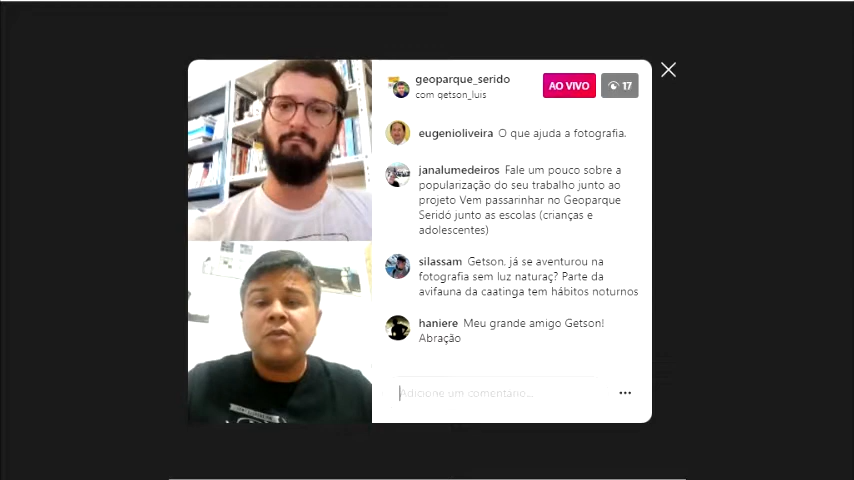 geoparque_serido
com getson_luis
AO VIVO
17
eugenioliveira O que ajuda a fotografia.
janalumedeiros Fale um pouco sobre a
popularização do seu trabalho junto ao
projeto Vem passarinhar no Geoparque
Seridó junto as escolas (crianças e
adolescentes)
silassam Getson, já se aventurou na
fotografia sem luz naturaç? Parte da
avifauna da caatinga tem hábitos noturnos
haniere Meu grande amigo Getson!
Abração
Adicione um comentário...